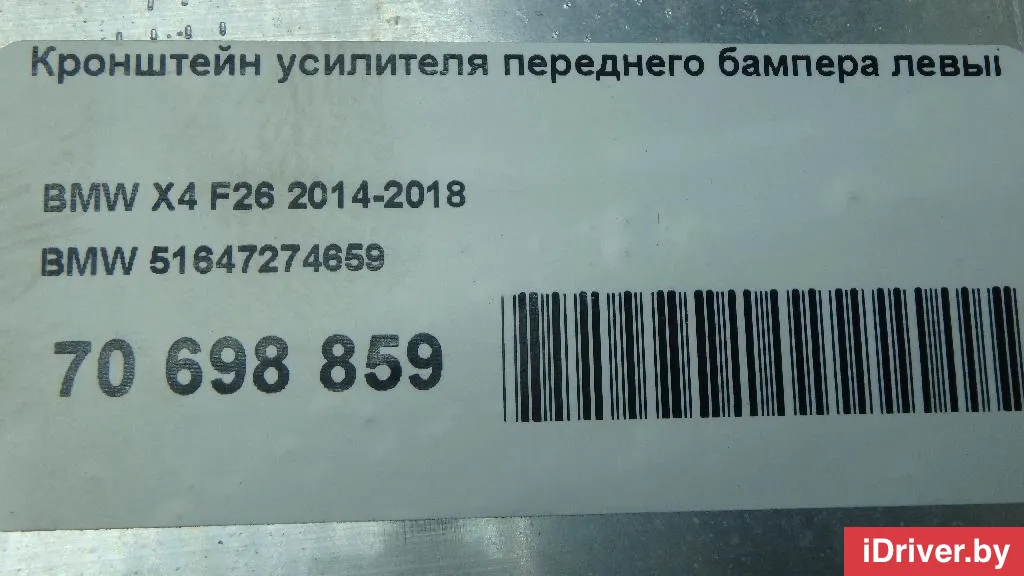 Кронштейн усилителя переднего бампера левый
BMW X4 F26 2014-2018
BMW 51647274659
70 698 859
iDriver.by